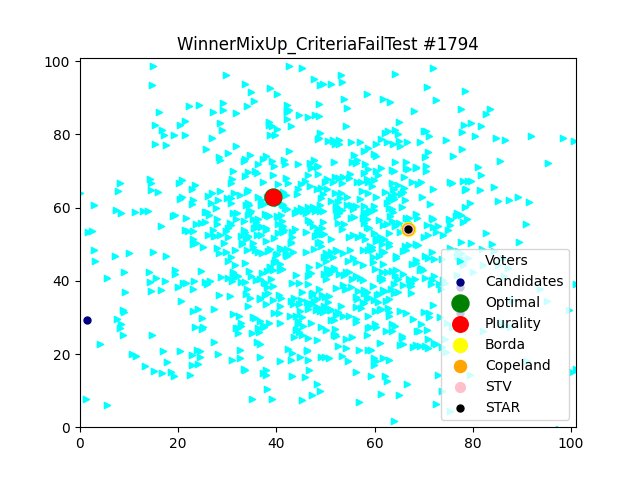 WinnerMixUp_CriteriaFailTest #1794
100
80
60
40
20
0
0 20 40 60 80 100
Voters
Candidates
Optimal
Plurality
Borda
Copeland
STV
STAR